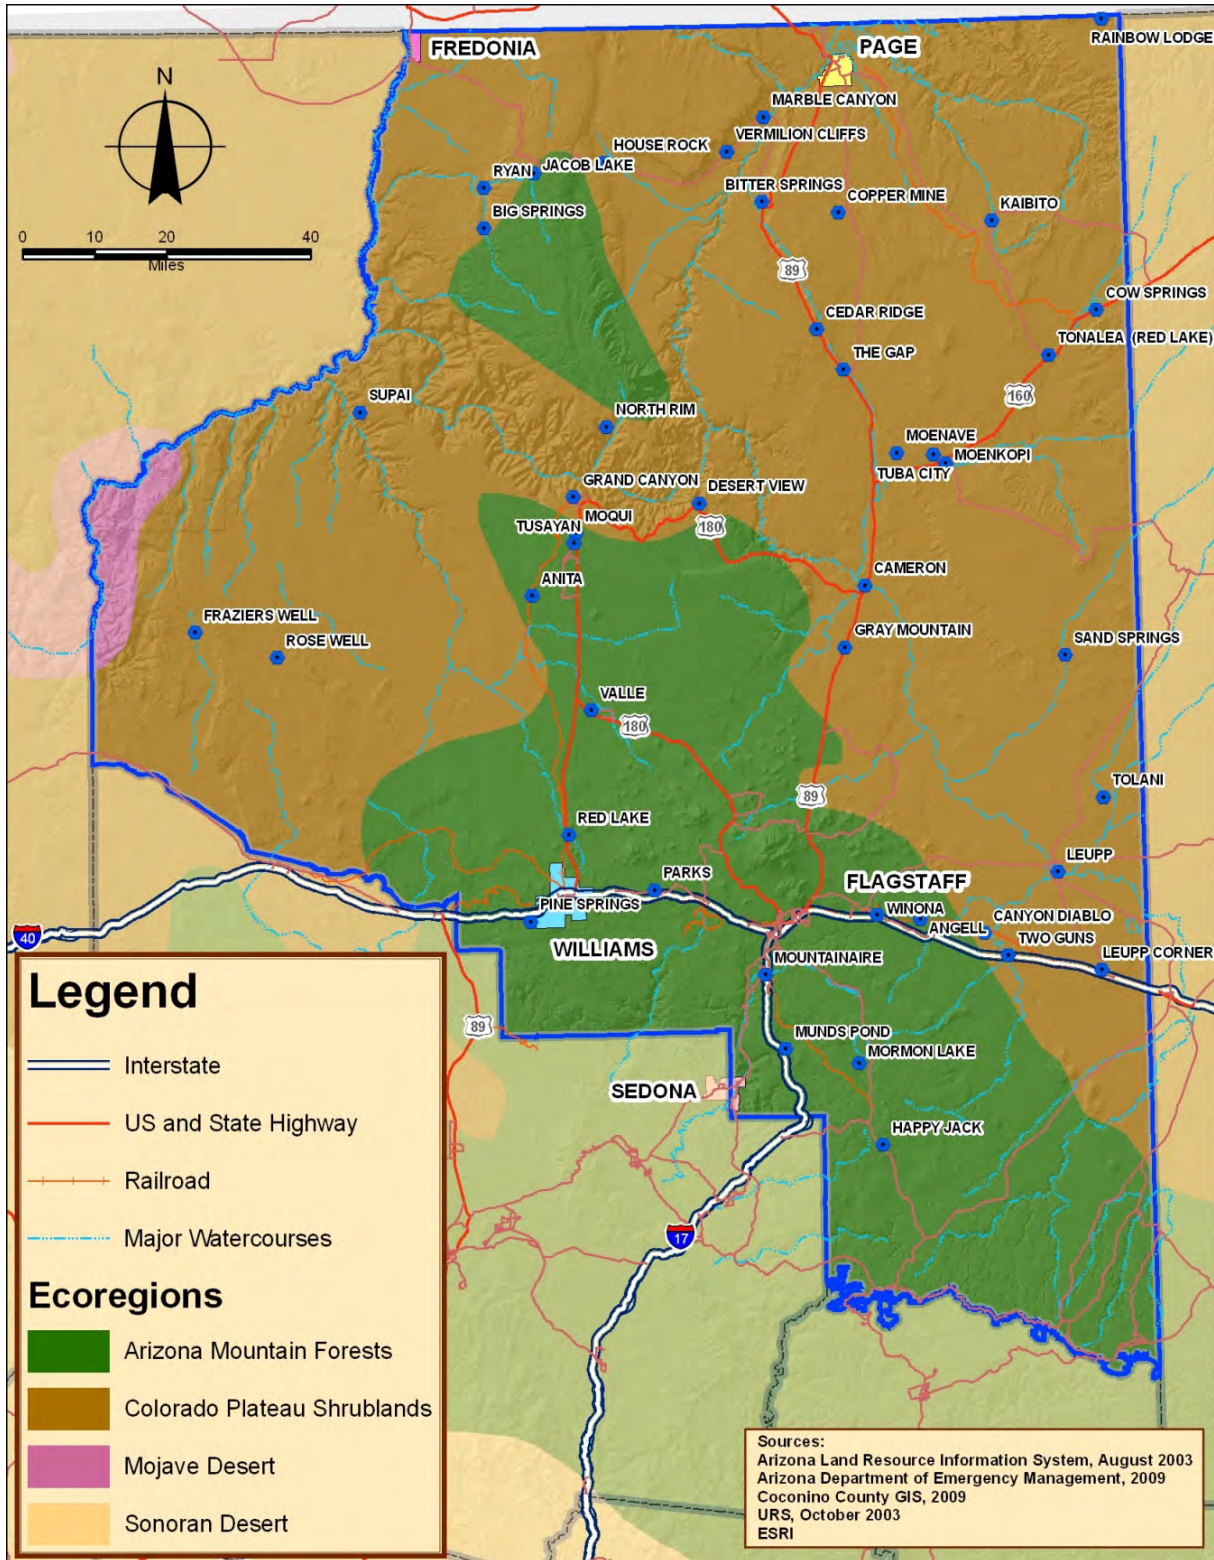 FREDONIA
PAGE
RAINBOW LODGE
N
MARBLE CANYON
VERMILION CLIFFS
HOUSE ROCK
JACOB LAKE
RYAN
BITTER SPRINGS
COPPER MINE
KAIBITO
BIG SPRINGS
0 10 20 40
Miles
89
COW SPRINGS
CEDAR RIDGE
TONALEA (RED LAKE)
THE GAP
160
SUPAI
NORTH RIM
MOENAVE
MOENKOPI
TUBA CITY
GRAND CANYON
DESERT VIEW
MOQUI
TUSAYAN
180
ANITA
CAMERON
FRAZIERS WELL
ROSE WELL
GRAY MOUNTAIN
SAND SPRINGS
VALLE
180
89
TOLANI
RED LAKE
LEUPP
PARKS
FLAGSTAFF
PINE SPRINGS
WINONA
CANYON DIABLO
ANGELL
TWO GUNS
40
WILLIAMS
LEUPP CORNER
MOUNTAINAIRE
89
MUNDS POND
MORMON LAKE
SEDONA
HAPPY JACK
17
Legend
Interstate
US and State Highway
Railroad
Major Watercourses
Ecoregions
Arizona Mountain Forests
Colorado Plateau Shrublands
Mojave Desert
Sonoran Desert
Sources:
Arizona Land Resource Information System, August 2003
Arizona Department of Emergency Management, 2009
Coconino County GIS, 2009
URS, October 2003
ESRI